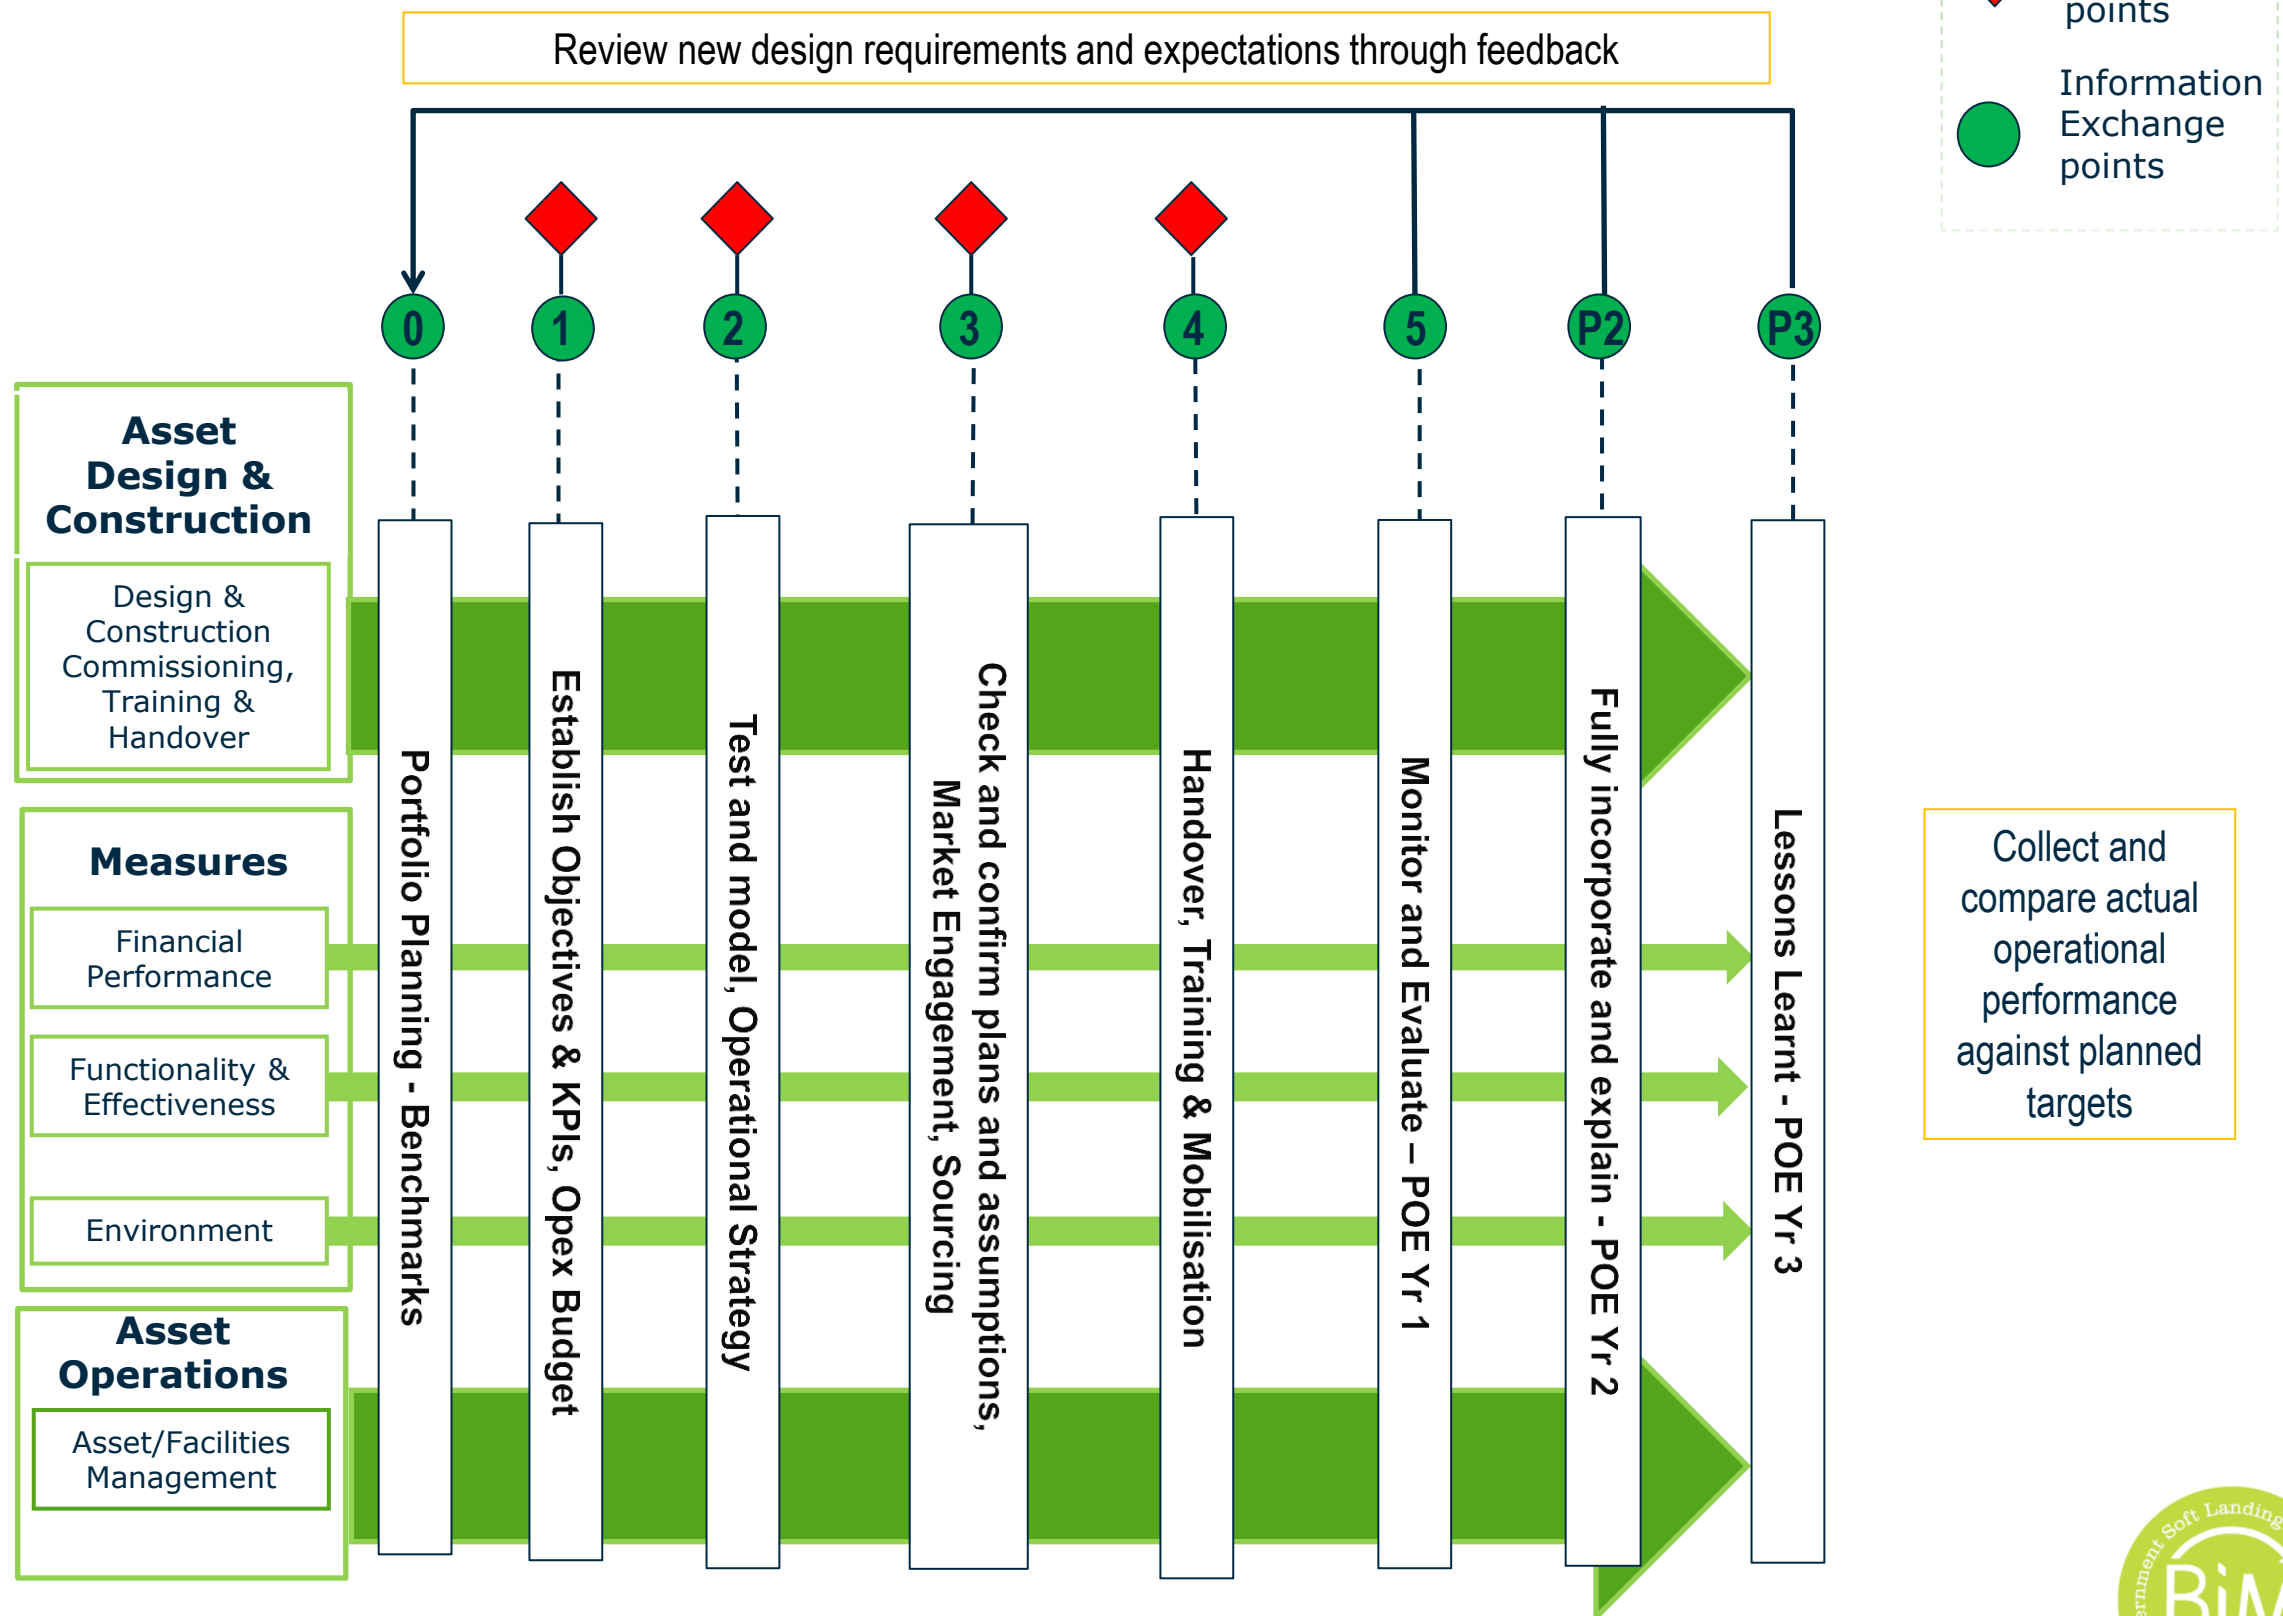 points
Review new design requirements and expectations through feedback
Information
Exchange
points
0
1
2
3
4
5
P2
P3
Asset
Design &
Construction
Design &
Construction
Commissioning,
Training &
Handover
Measures
Financial
Performance
Functionality &
Effectiveness
Environment
Asset
Operations
Asset/Facilities
Management
Portfolio Planning - Benchmarks
Establish Objectives & KPIs, Opex Budget
Test and model, Operational Strategy
Check and confirm plans and assumptions,
Market Engagement, Sourcing
Handover, Training & Mobilisation
Monitor and Evaluate – POE Yr 1
Fully incorporate and explain - POE Yr 2
Lessons Learnt - POE Yr 3
Collect and
compare actual
operational
performance
against planned
targets
ernment Soft Landing
BiM